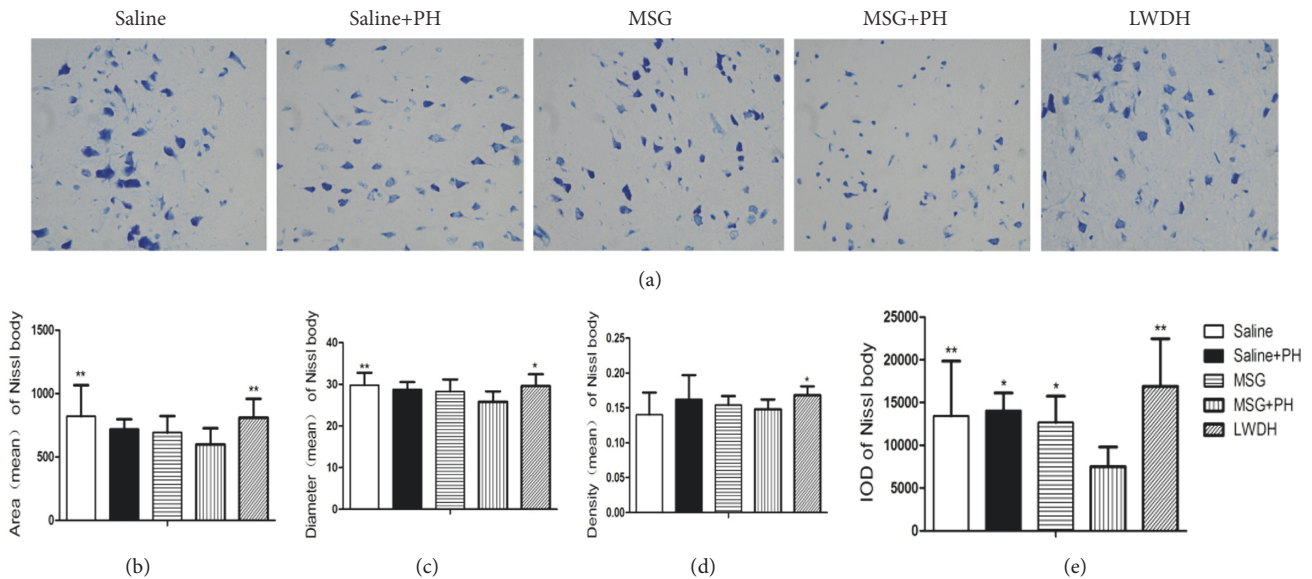 Saline Saline+PH MSG MSG+PH LWDH
(a)
Area (mean) of Nissl body
1500
1000
500
0
** **
(b)
Diameter (mean) of Nissl body
40
30
20
10
0
** *
(c)
Density (mean) of Nissl body
0.25
0.20
0.15
0.10
0.05
0.00
*
(d)
IOD of Nissl body
25000
20000
15000
10000
5000
0
** * * **
(e)
Saline
Saline+PH
MSG
MSG+PH
LWDH